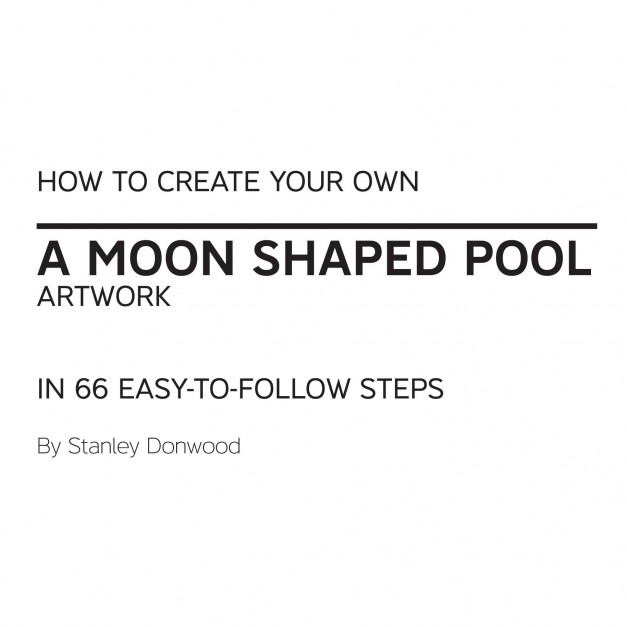 HOW TO CREATE YOUR OWN
A MOON SHAPED POOL
ARTWORK
IN 66 EASY-TO-FOLLOW STEPS
By Stanley Donwood